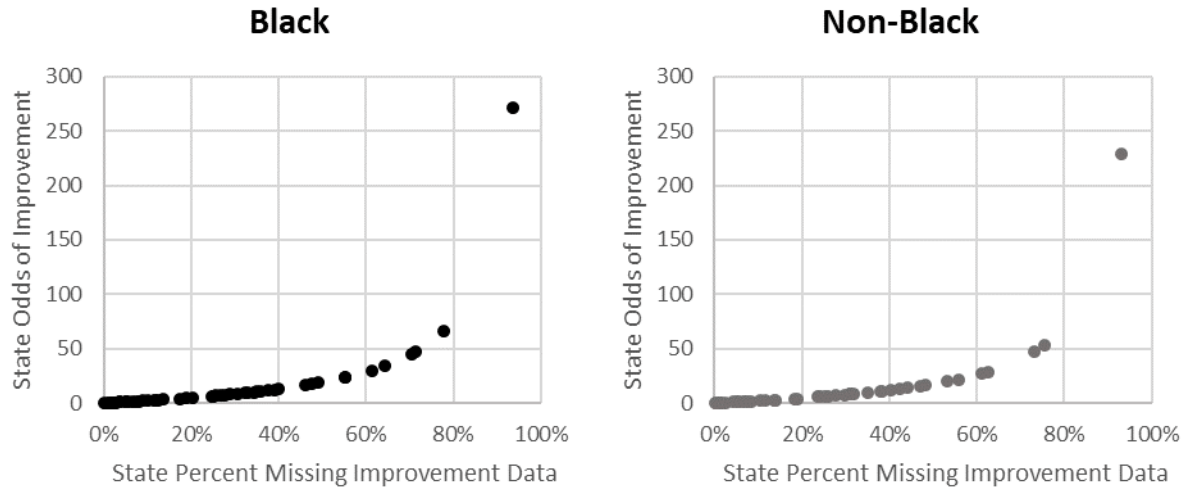 Black
300
250
200
150
100
50
0
0% 20% 40% 60% 80% 100%
State Percent Missing Improvement Data
State Odds of Improvement
Non-Black
300
250
200
150
100
50
0
0% 20% 40% 60% 80% 100%
State Percent Missing Improvement Data
State Odds of Improvement